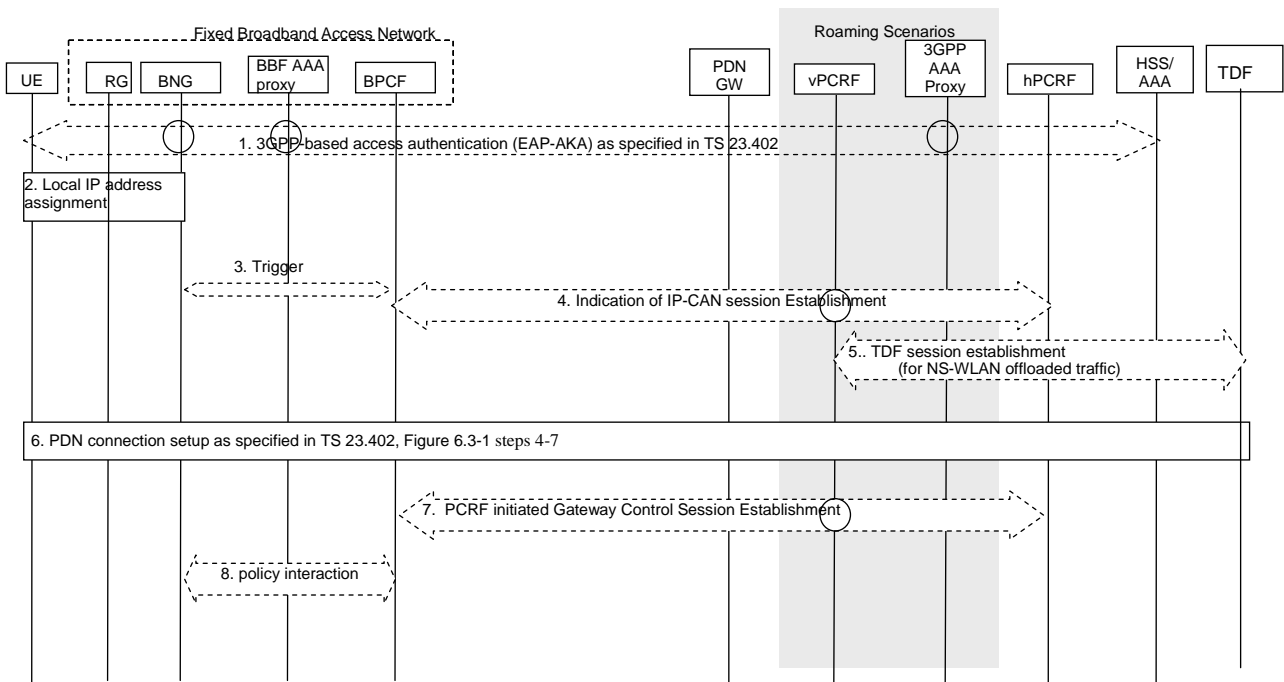 Fixed Broadband Access Network
Roaming Scenarios
UE
RG
BNG
BBF AAA
proxy
BPCF
PDN
GW
vPCRF
3GPP
AAA
Proxy
hPCRF
HSS/
AAA
TDF
1. 3GPP-based access authentication (EAP-AKA) as specified in TS 23.402
2. Local IP address
assignment
3. Trigger
4. Indication of IP-CAN session Establishment
5.. TDF session establishment
(for NS-WLAN offloaded traffic)
6. PDN connection setup as specified in TS 23.402, Figure 6.3-1 steps 4-7
7. PCRF initiated Gateway Control Session Establishment
8. policy interaction